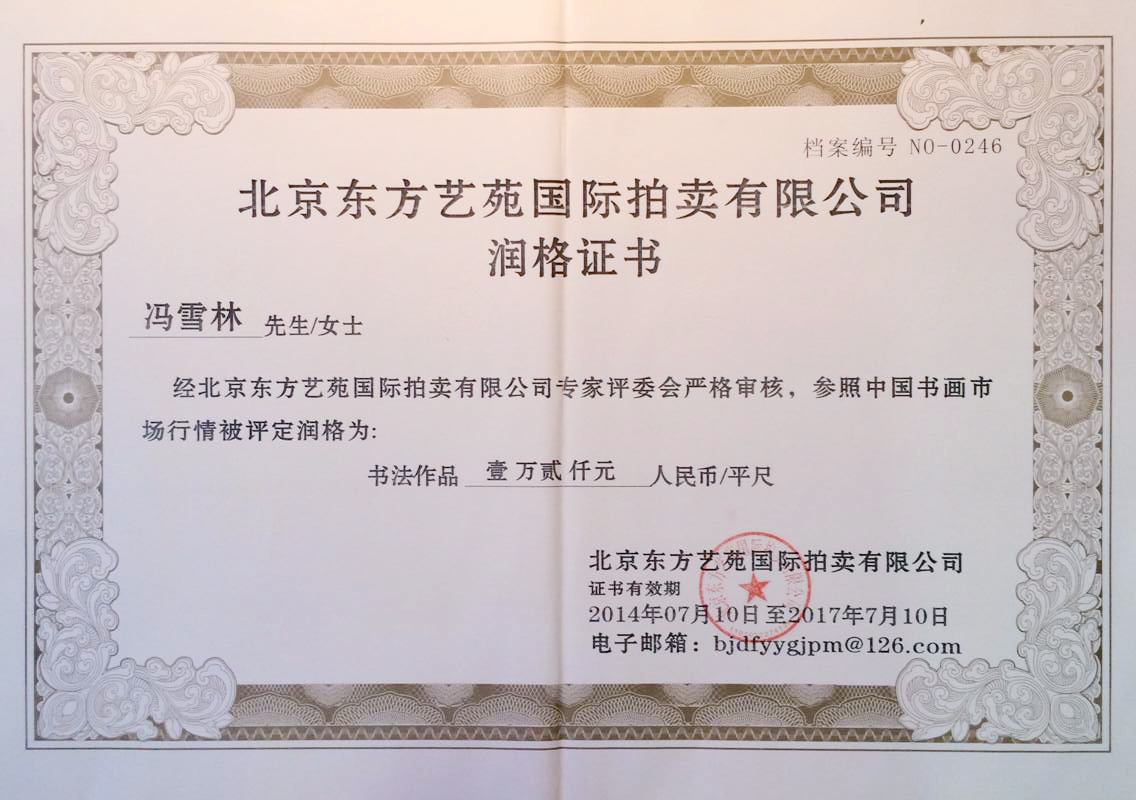 档案编号 NO-0246
北京东方艺苑国际拍卖有限公司
润格证书
冯雪林 先生/女士
经北京东方艺苑国际拍卖有限公司专家评委会严格审核，参照中国书画市
场行情被评定润格为:
书法作品 壹万贰仟元 人民币/平尺
北京东方艺苑国际拍卖有限公司
证书有效期
2014年07月10日至2017年7月10日
电子邮箱：bjdfyygjpm@126.com